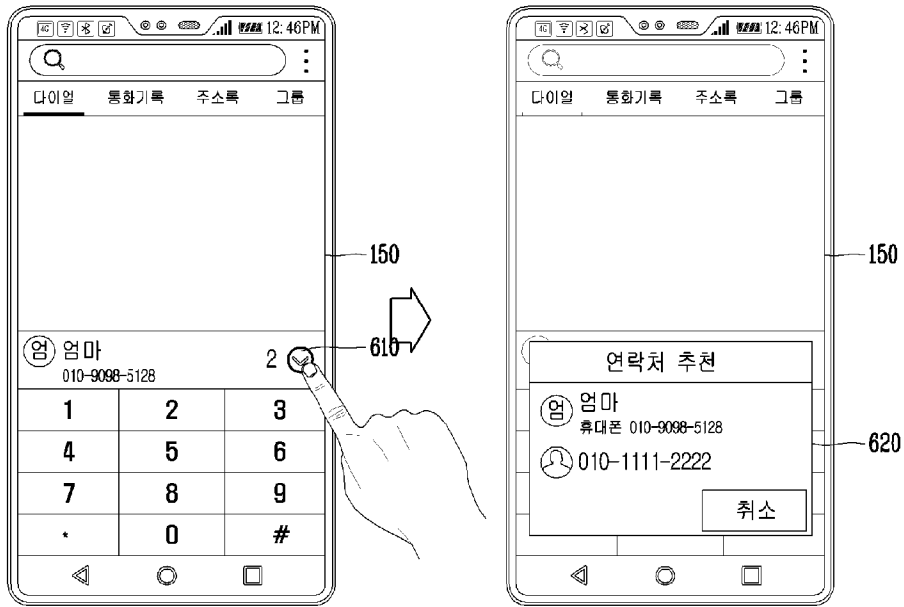 4G 12:46PM
다이얼 통화기록 주소록 그룹
150
엄 엄마
010-9098-5128
2
610
1 2 3
4 5 6
7 8 9
* 0 #
4G 12:46PM
다이얼 통화기록 주소록 그룹
150
연락처 추천
엄 엄마
휴대폰 010-9098-5128
010-1111-2222
620
취소